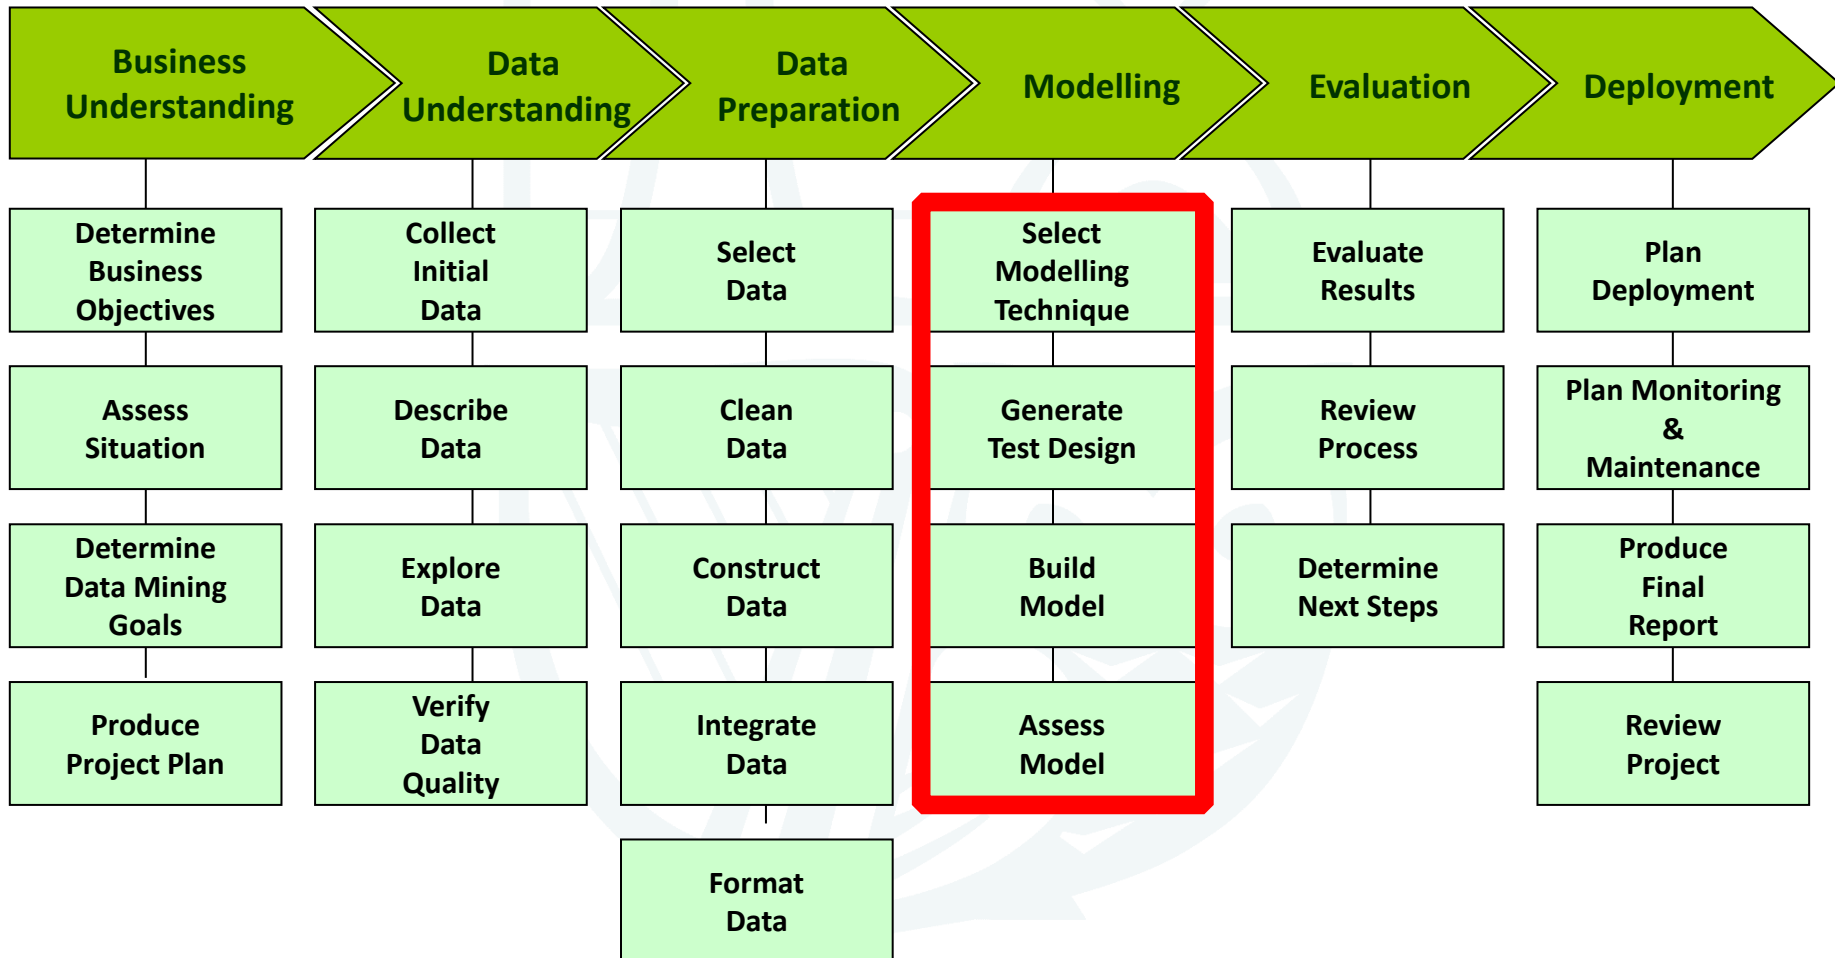 Business
Understanding
Data
Understanding
Data
Preparation
Modelling
Evaluation
Deployment
Determine
Business
Objectives
Assess
Situation
Determine
Data Mining
Goals
Produce
Project Plan
Collect
Initial
Data
Describe
Data
Explore
Data
Verify
Data
Quality
Select
Data
Clean
Data
Construct
Data
Integrate
Data
Format
Data
Select
Modelling
Technique
Generate
Test Design
Build
Model
Assess
Model
Evaluate
Results
Review
Process
Determine
Next Steps
Plan
Deployment
Plan Monitoring
&
Maintenance
Produce
Final
Report
Review
Project